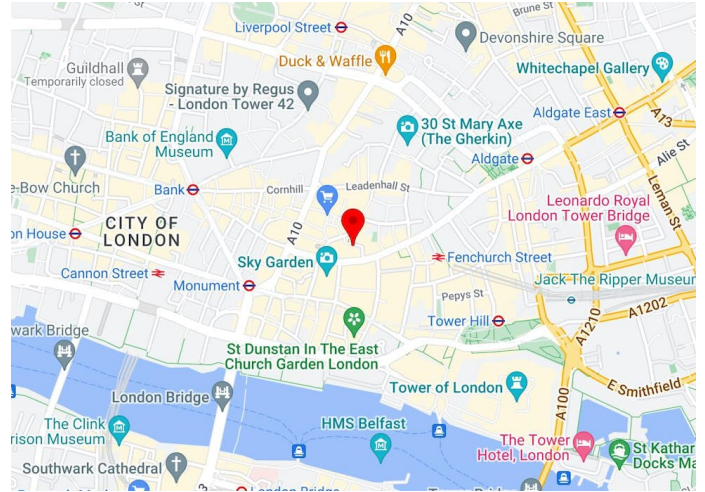 Brune St
A10
Liverpool Street
Devonshire Square
Duck & Waffle
Guildhall
Temporarily closed
Whitechapel Gallery
Signature by Regus
- London Tower 42
Aldgate East
A13
30 St Mary Axe
(The Gherkin)
Bank of England
Museum
Alie St
Aldgate
e-Bow Church
Leman St
Bank
Cornhill
Leadenhall St
Leonardo Royal
London Tower Bridge
CITY OF
LONDON
on House
A10
Sky Garden
Fenchurch Street
Cannon Street
Monument
Jack The Ripper Museum
Pepys St
A1202
Tower Hill
A1210
wark Bridge
St Dunstan In The East
Church Garden London
Tower of London
E Smithfield
London Bridge
A100
HMS Belfast
The Clink
rison Museum
The Tower
Hotel, London
St Kathar
Docks Ma
Southwark Cathedral
London Bridge